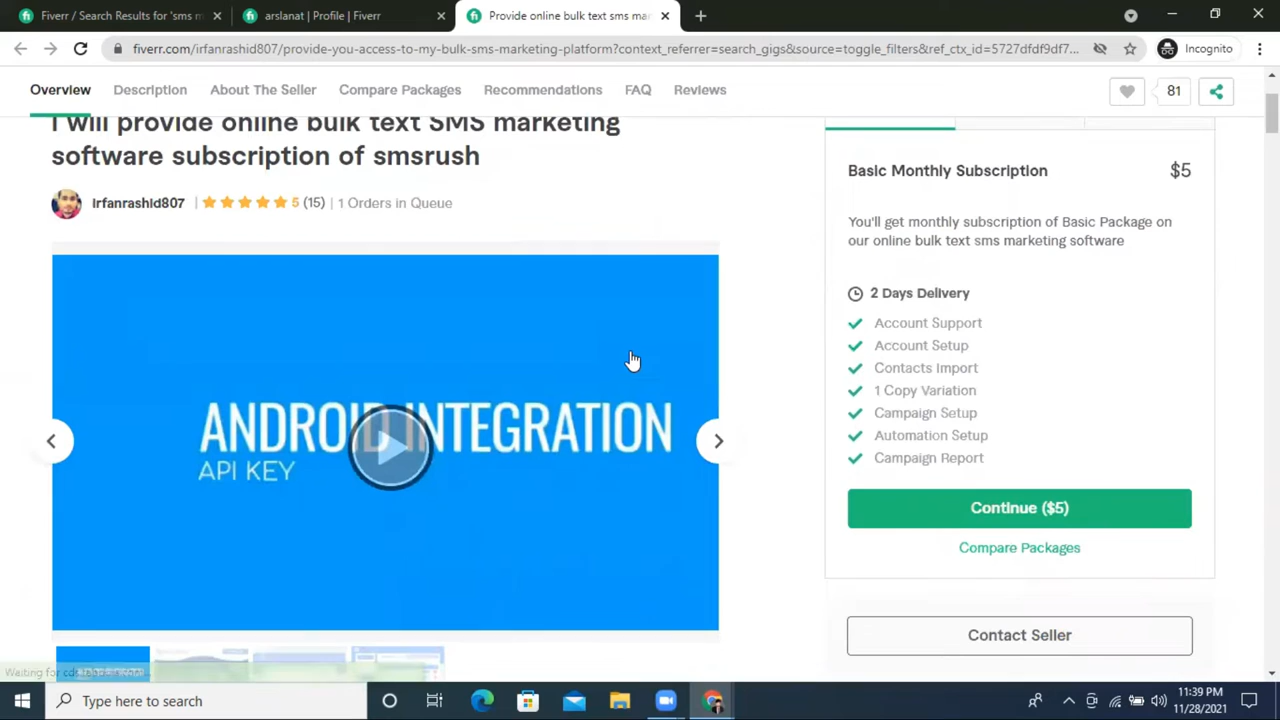 Fiverr / Search Results for 'sms m
arslanat | Profile | Fiverr
Provide online bulk text sms mar
fiverr.com/irfanrashid807/provide-you-access-to-my-bulk-sms-marketing-platform?context_referrer=search_gigs&source=toggle_filters&ref_ctx_id=5727dfdf9df7...
Incognito
Overview
Description
About The Seller
Compare Packages
Recommendations
FAQ
Reviews
81
I will provide online bulk text SMS marketing
software subscription of smsrush
irfanrashid807
5 (15)
1 Orders in Queue
ANDROID INTEGRATION
API KEY
Basic Monthly Subscription
$5
You'll get monthly subscription of Basic Package on
our online bulk text sms marketing software
2 Days Delivery
Account Support
Account Setup
Contacts Import
1 Copy Variation
Campaign Setup
Automation Setup
Campaign Report
Continue ($5)
Compare Packages
Contact Seller
Type here to search
11:39 PM
11/28/2021